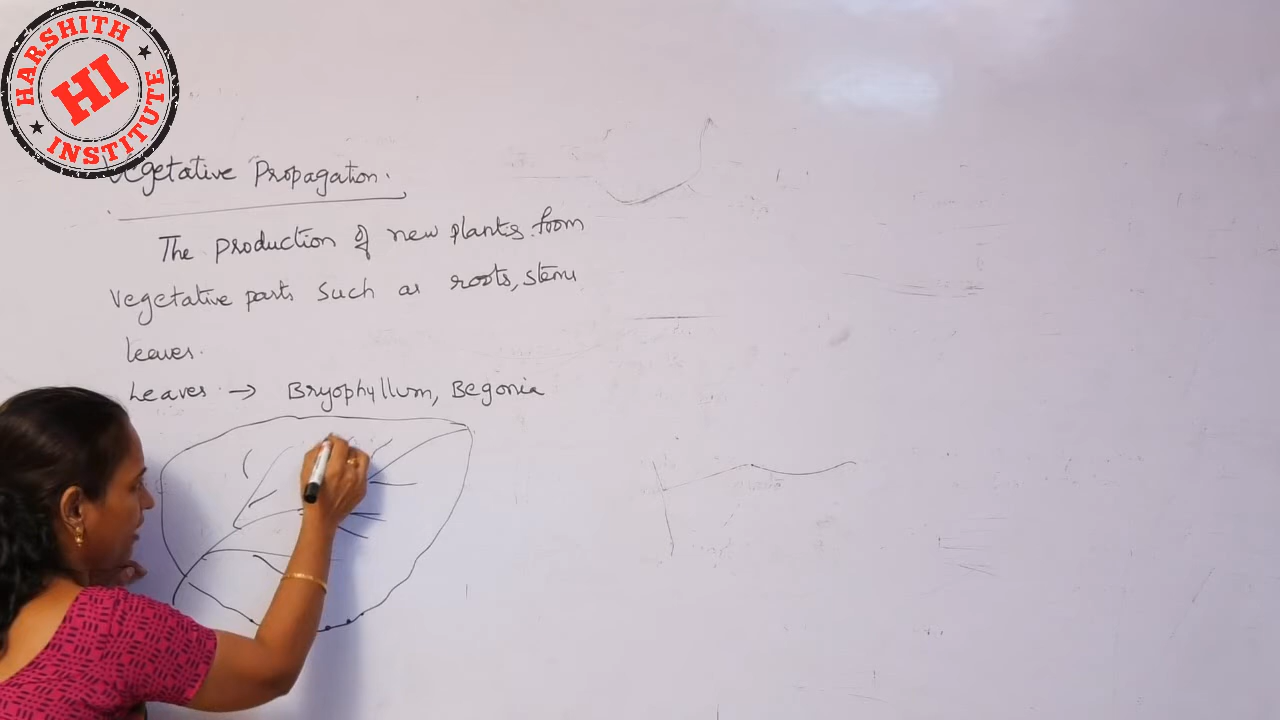 HARSHITH
HI
INSTITUTE
Vegetative Propagation.
The production of new plants from
vegetative parts such as roots, stems
leaves.
Leaves → Bryophyllum, Begonia